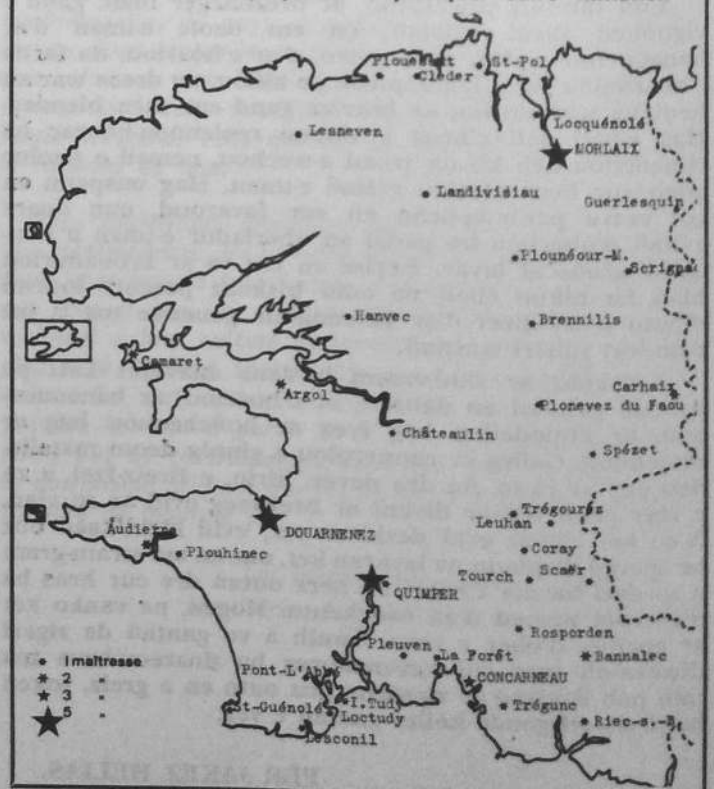 Plouescat
St-Pol
Cléder
Lesneven
Locquénolé
MORLAIX
Landivisiau
Guerlesquin
Plounéour-M.
Scrigna
Hanvec
Brennilis
Camaret
Argol
Carhaix
Plonevez du Faou
Châteaulin
Spézet
Trégourez
Leuhan
DOUARNENEZ
Audierne
Plouhinec
Coray
Tourch
Scaër
QUIMPER
Rosporden
Pleuven
La Forêt
Bannalec
Pont-L'Abbé
CONCARNEAU
I.Tudy
Trégunc
St-Guénolé
Loctudy
Riec-s.-B.
Lesconil
1 maîtresse
2 "
3 "
5 "